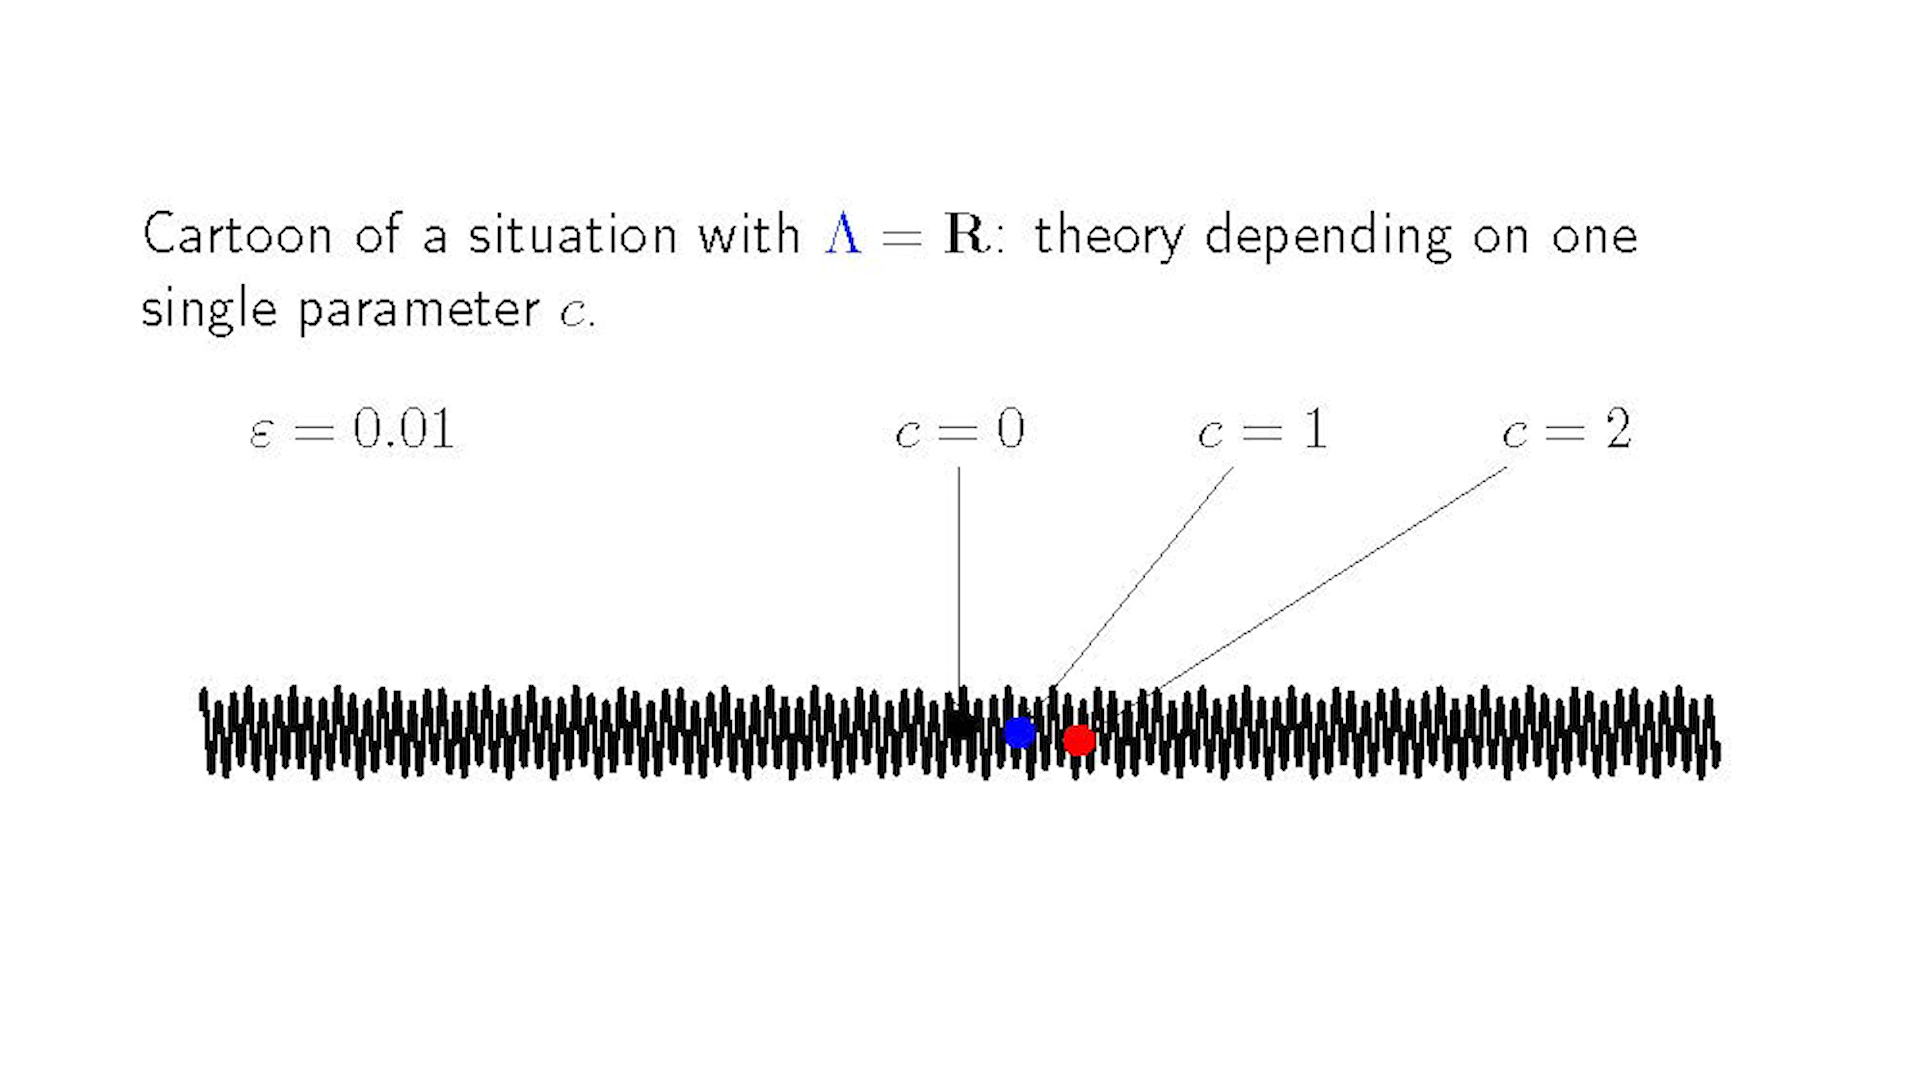 Cartoon of a situation with Λ = R: theory depending on one
single parameter c.
ε = 0.01 c = 0 c = 1 c = 2